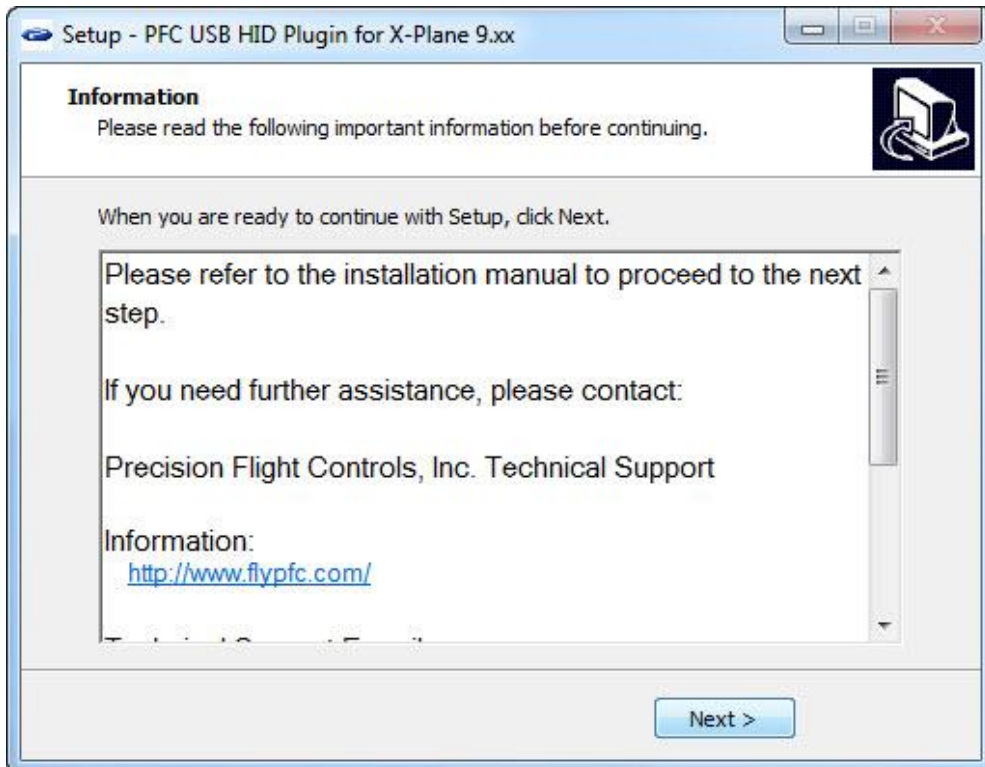 Setup - PFC USB HID Plugin for X-Plane 9.xx
Information
Please read the following important information before continuing.
When you are ready to continue with Setup, click Next.
Please refer to the installation manual to proceed to the next
step.
If you need further assistance, please contact:
Precision Flight Controls, Inc. Technical Support
Information:
http://www.flypfc.com/
Next >